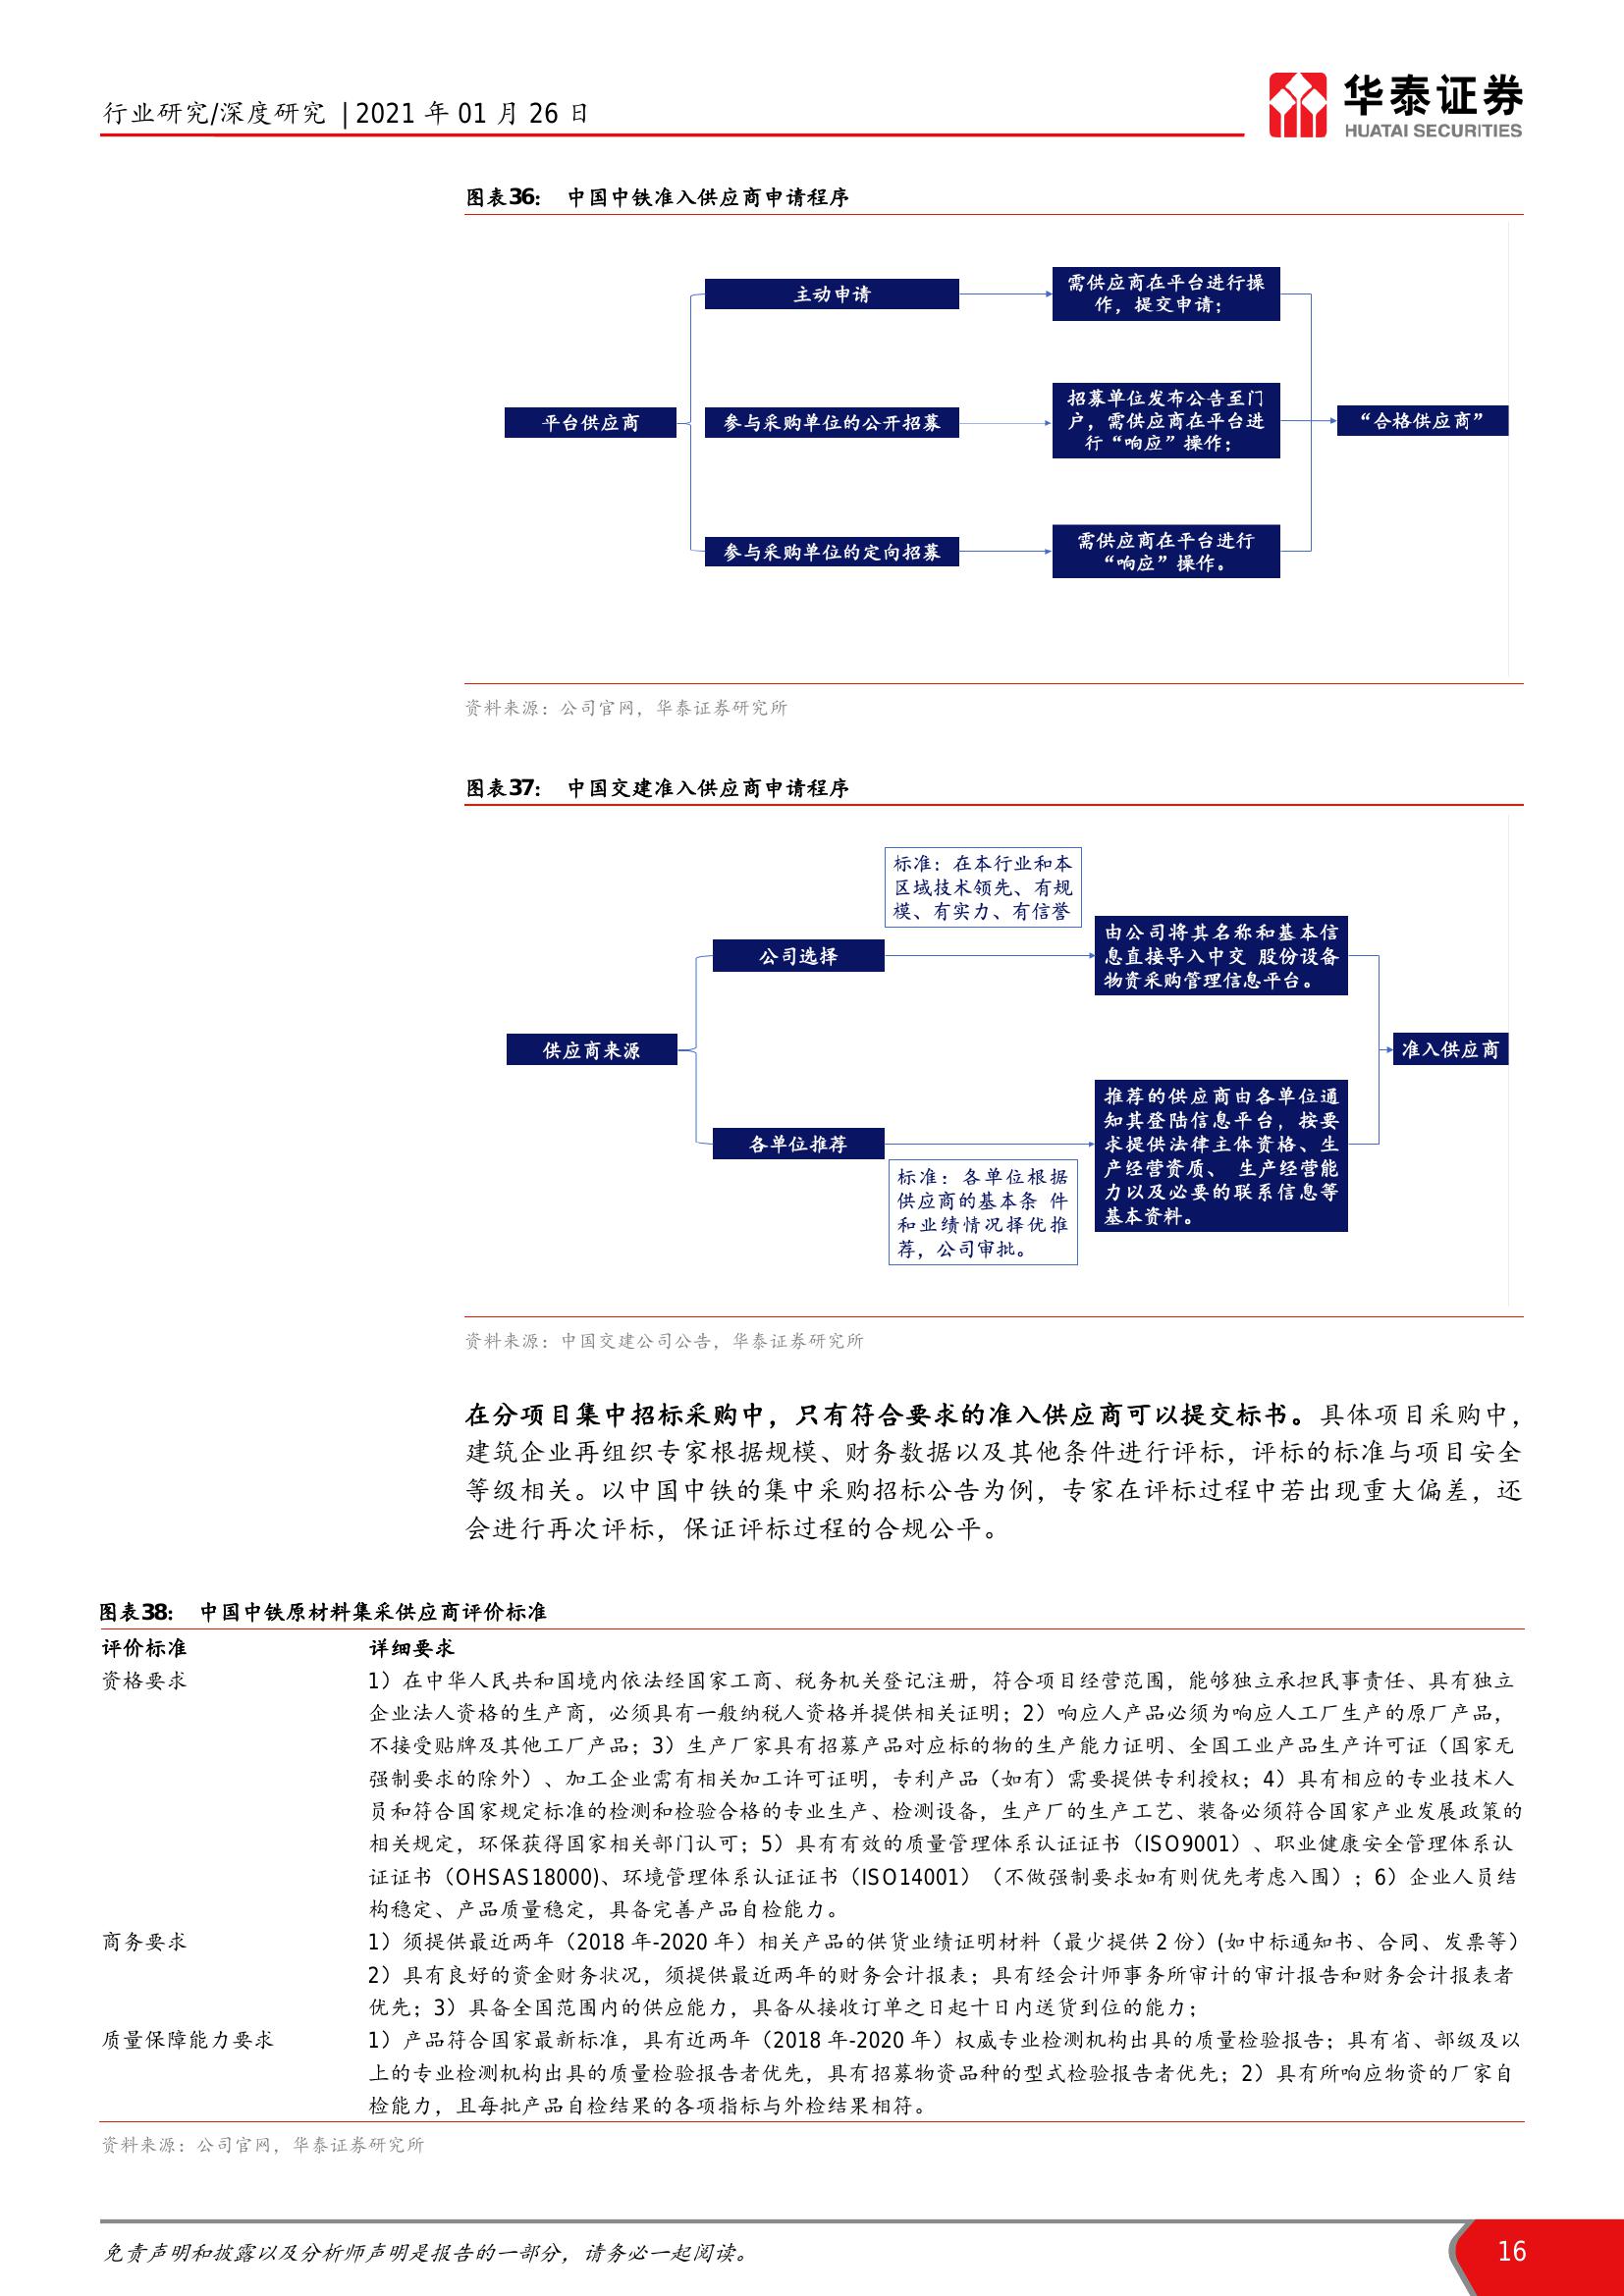 行业研究/深度研究 | 2021 年 01 月 26 日
华泰证券
HUATAI SECURITIES
图表36： 中国中铁准入供应商申请程序
平台供应商
主动申请
需供应商在平台进行操
作，提交申请；
参与采购单位的公开招募
招募单位发布公告至门
户，需供应商在平台进
行“响应”操作；
参与采购单位的定向招募
需供应商在平台进行
“响应”操作。
“合格供应商”
资料来源：公司官网，华泰证券研究所
图表37： 中国交建准入供应商申请程序
供应商来源
公司选择
标准：在本行业和本
区域技术领先、有规
模、有实力、有信誉
由公司将其名称和基本信
息直接导入中交 股份设备
物资采购管理信息平台。
各单位推荐
标准：各单位根据
供应商的基本条 件
和业绩情况择优推
荐，公司审批。
推荐的供应商由各单位通
知其登陆信息平台，按要
求提供法律主体资格、生
产经营资质、 生产经营能
力以及必要的联系信息等
基本资料。
准入供应商
资料来源：中国交建公司公告，华泰证券研究所
在分项目集中招标采购中，只有符合要求的准入供应商可以提交标书。具体项目采购中，
建筑企业再组织专家根据规模、财务数据以及其他条件进行评标，评标的标准与项目安全
等级相关。以中国中铁的集中采购招标公告为例，专家在评标过程中若出现重大偏差，还
会进行再次评标，保证评标过程的合规公平。
图表38： 中国中铁原材料集采供应商评价标准
评价标准 详细要求
资格要求 1）在中华人民共和国境内依法经国家工商、税务机关登记注册，符合项目经营范围，能够独立承担民事责任、具有独立
企业法人资格的生产商，必须具有一般纳税人资格并提供相关证明；2）响应人产品必须为响应人工厂生产的原厂产品，
不接受贴牌及其他工厂产品；3）生产厂家具有招募产品对应标的物的生产能力证明、全国工业产品生产许可证（国家无
强制要求的除外）、加工企业需有相关加工许可证明，专利产品（如有）需要提供专利授权；4）具有相应的专业技术人
员和符合国家规定标准的检测和检验合格的专业生产、检测设备，生产厂的生产工艺、装备必须符合国家产业发展政策的
相关规定，环保获得国家相关部门认可；5）具有有效的质量管理体系认证证书（ISO9001）、职业健康安全管理体系认
证证书（OHSAS18000)、环境管理体系认证证书（ISO14001）（不做强制要求如有则优先考虑入围）；6）企业人员结
构稳定、产品质量稳定，具备完善产品自检能力。
商务要求 1）须提供最近两年（2018 年-2020 年）相关产品的供货业绩证明材料（最少提供 2 份）(如中标通知书、合同、发票等）
2）具有良好的资金财务状况，须提供最近两年的财务会计报表；具有经会计师事务所审计的审计报告和财务会计报表者
优先；3）具备全国范围内的供应能力，具备从接收订单之日起十日内送货到位的能力；
质量保障能力要求 1）产品符合国家最新标准，具有近两年（2018 年-2020 年）权威专业检测机构出具的质量检验报告；具有省、部级及以
上的专业检测机构出具的质量检验报告者优先，具有招募物资品种的型式检验报告者优先；2）具有所响应物资的厂家自
检能力，且每批产品自检结果的各项指标与外检结果相符。
资料来源：公司官网，华泰证券研究所
免责声明和披露以及分析师声明是报告的一部分，请务必一起阅读。
16